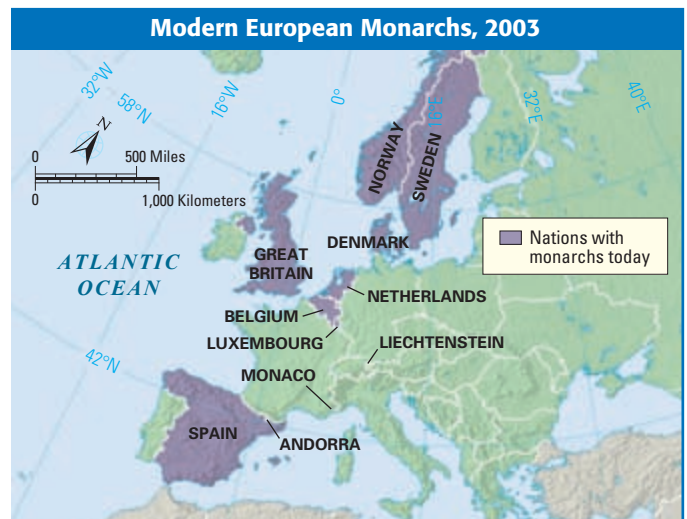 Modern European Monarchs, 2003
32°W
58°N
16°W
0°
16°E
32°E
40°E
N
0 500 Miles
0 1,000 Kilometers
NORWAY
SWEDEN
Nations with
monarchs today
DENMARK
GREAT
BRITAIN
ATLANTIC
OCEAN
NETHERLANDS
BELGIUM
LUXEMBOURG
LIECHTENSTEIN
42°N
MONACO
SPAIN
ANDORRA